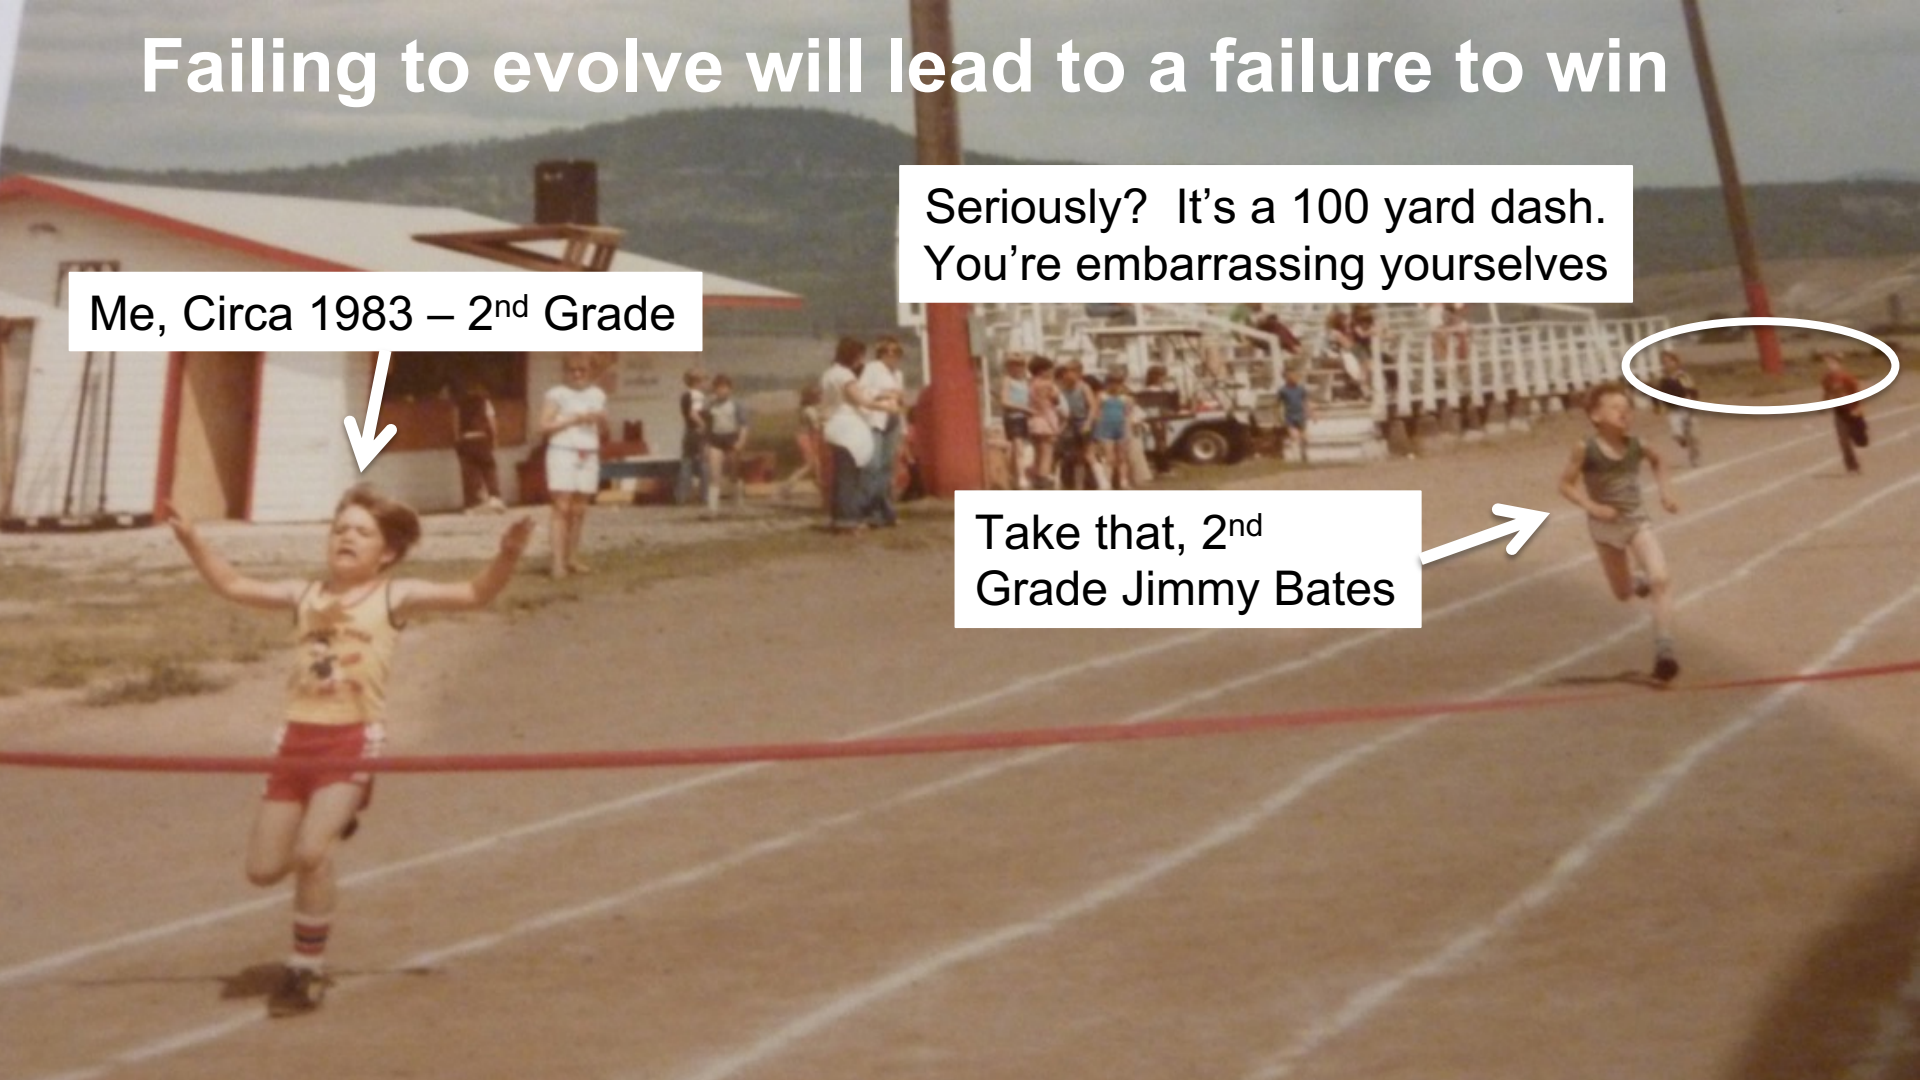 Failing to evolve will lead to a failure to win
Seriously?  It’s a 100 yard dash.
You’re embarrassing yourselves
Me, Circa 1983 – 2nd Grade
Take that, 2nd
Grade Jimmy Bates